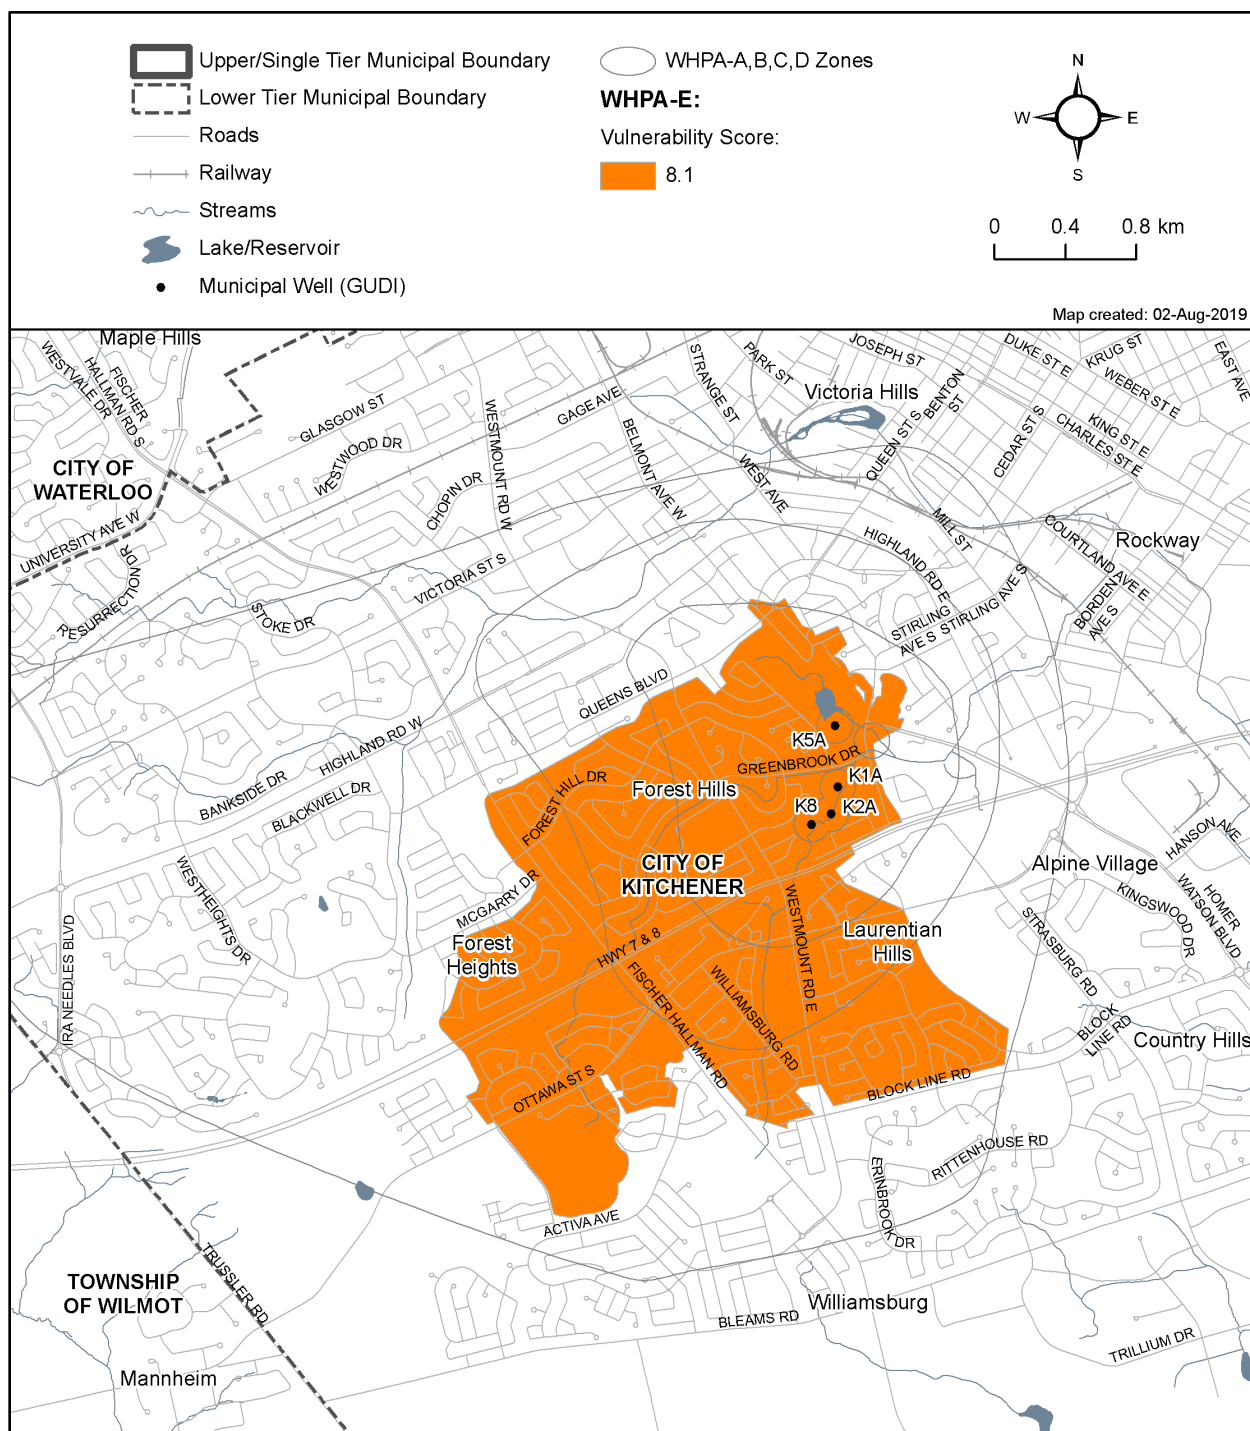 Upper/Single Tier Municipal Boundary
Lower Tier Municipal Boundary
Roads
Railway
Streams
Lake/Reservoir
Municipal Well (GUDI)
WHPA-A,B,C,D Zones
WHPA-E:
Vulnerability Score:
8.1
N
W
E
S
0
0.4
0.8 km
Map created: 02-Aug-2019
Maple Hills
FISCHER
HALLMAN RD S
WESTVALE DR
GLASGOW ST
WESTWOOD DR
CHOPIN DR
WESTMOUNT RD W
GAGE AVE
STRANGE ST
PARK ST
JOSEPH ST
Victoria Hills
BENTON
ST
QUEEN ST S
DUKE ST E
KRUG ST
WEBER ST E
EAST AVE
KING ST E
CHARLES ST E
CEDAR ST S
CITY OF
WATERLOO
BELMONT AVE W
WEST AVE
UNIVERSITY AVE W
RESURRECTION DR
STOKE DR
VICTORIA ST S
HIGHLAND RD E
MILL ST
COURTLAND AVE E
Rockway
BORDEN
AVE S
STIRLING
AVE S
STIRLING AVE S
QUEENS BLVD
HIGHLAND RD W
BANKSIDE DR
BLACKWELL DR
FOREST HILL DR
Forest Hills
K5A
GREENBROOK DR
K1A
K8
K2A
CITY OF
KITCHENER
HANSON AVE
Alpine Village
KINGSWOOD DR
HOMER
WATSON BLVD
WESTHEIGHTS DR
MCGARRY DR
Forest
Heights
HWY 7 & 8
WESTMOUNT RD E
Laurentian
Hills
STRASBURG RD
IRA NEEDLES BLVD
FISCHER HALLMAN RD
WILLIAMSBURG RD
BLOCK
LINE RD
Country Hills
OTTAWA ST S
BLOCK LINE RD
RITTENHOUSE RD
ERINBROOK DR
ACTIVA AVE
TRUSSLER RD
TOWNSHIP
OF WILMOT
Williamsburg
BLEAMS RD
TRILLIUM DR
Mannheim